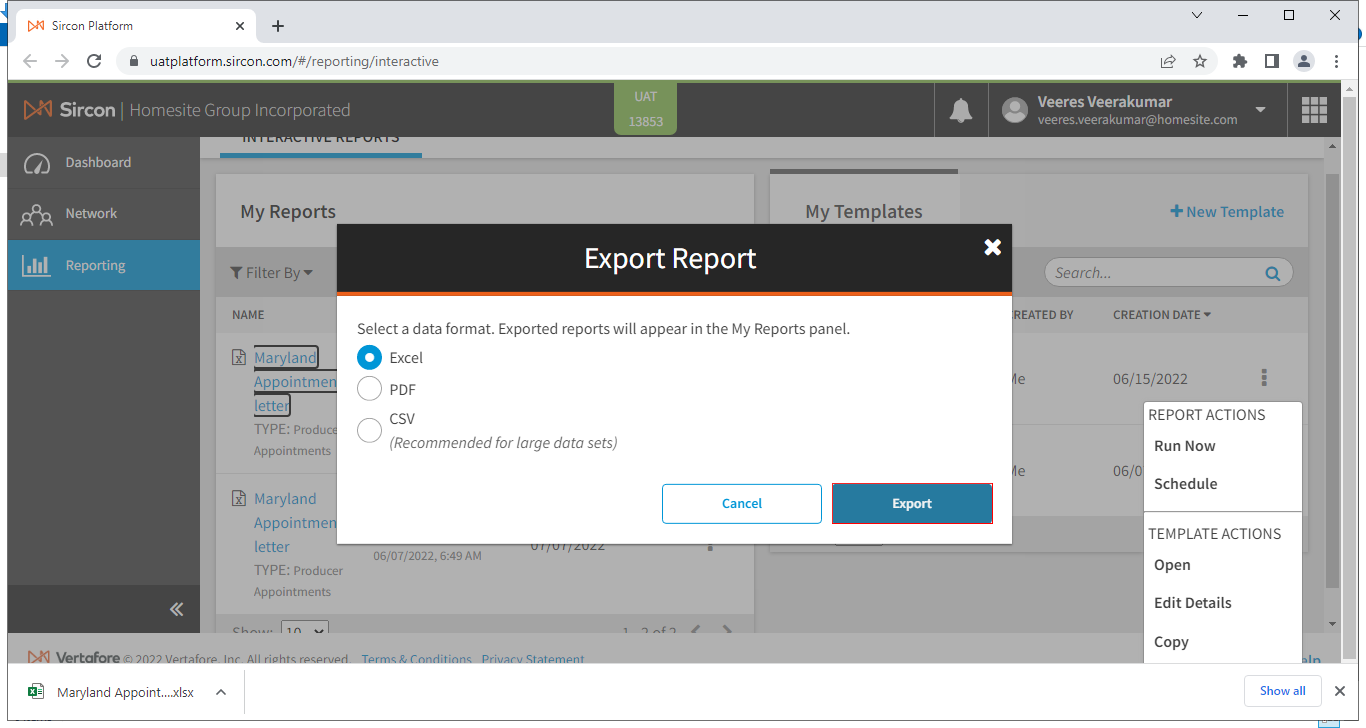 Sircon Platform
uatplatform.sircon.com/#/reporting/interactive
Sircon | Homesite Group Incorporated
UAT
13853
Veeres Veerakumar
veeres.veerakumar@homesite.com
Dashboard
Network
Reporting
INTERACTIVE REPORTS
My Reports
My Templates
New Template
Filter By
Search...
NAME
CREATED BY
CREATION DATE
Maryland
Appointmen
letter
TYPE: Produce
Appointments
Me
06/15/2022
Export Report
Select a data format. Exported reports will appear in the My Reports panel.
Excel
PDF
CSV
(Recommended for large data sets)
Cancel
Export
REPORT ACTIONS
Run Now
Schedule
TEMPLATE ACTIONS
Open
Edit Details
Copy
Me
06/0
Maryland
Appointmen
letter
TYPE: Producer
Appointments
06/07/2022, 6:49 AM
07/07/2022
Show: 10
1 - 2 of 2
Vertafore © 2022 Vertafore, Inc. All rights reserved. Terms & Conditions Privacy Statement
elp
Maryland Appoint....xlsx
Show all